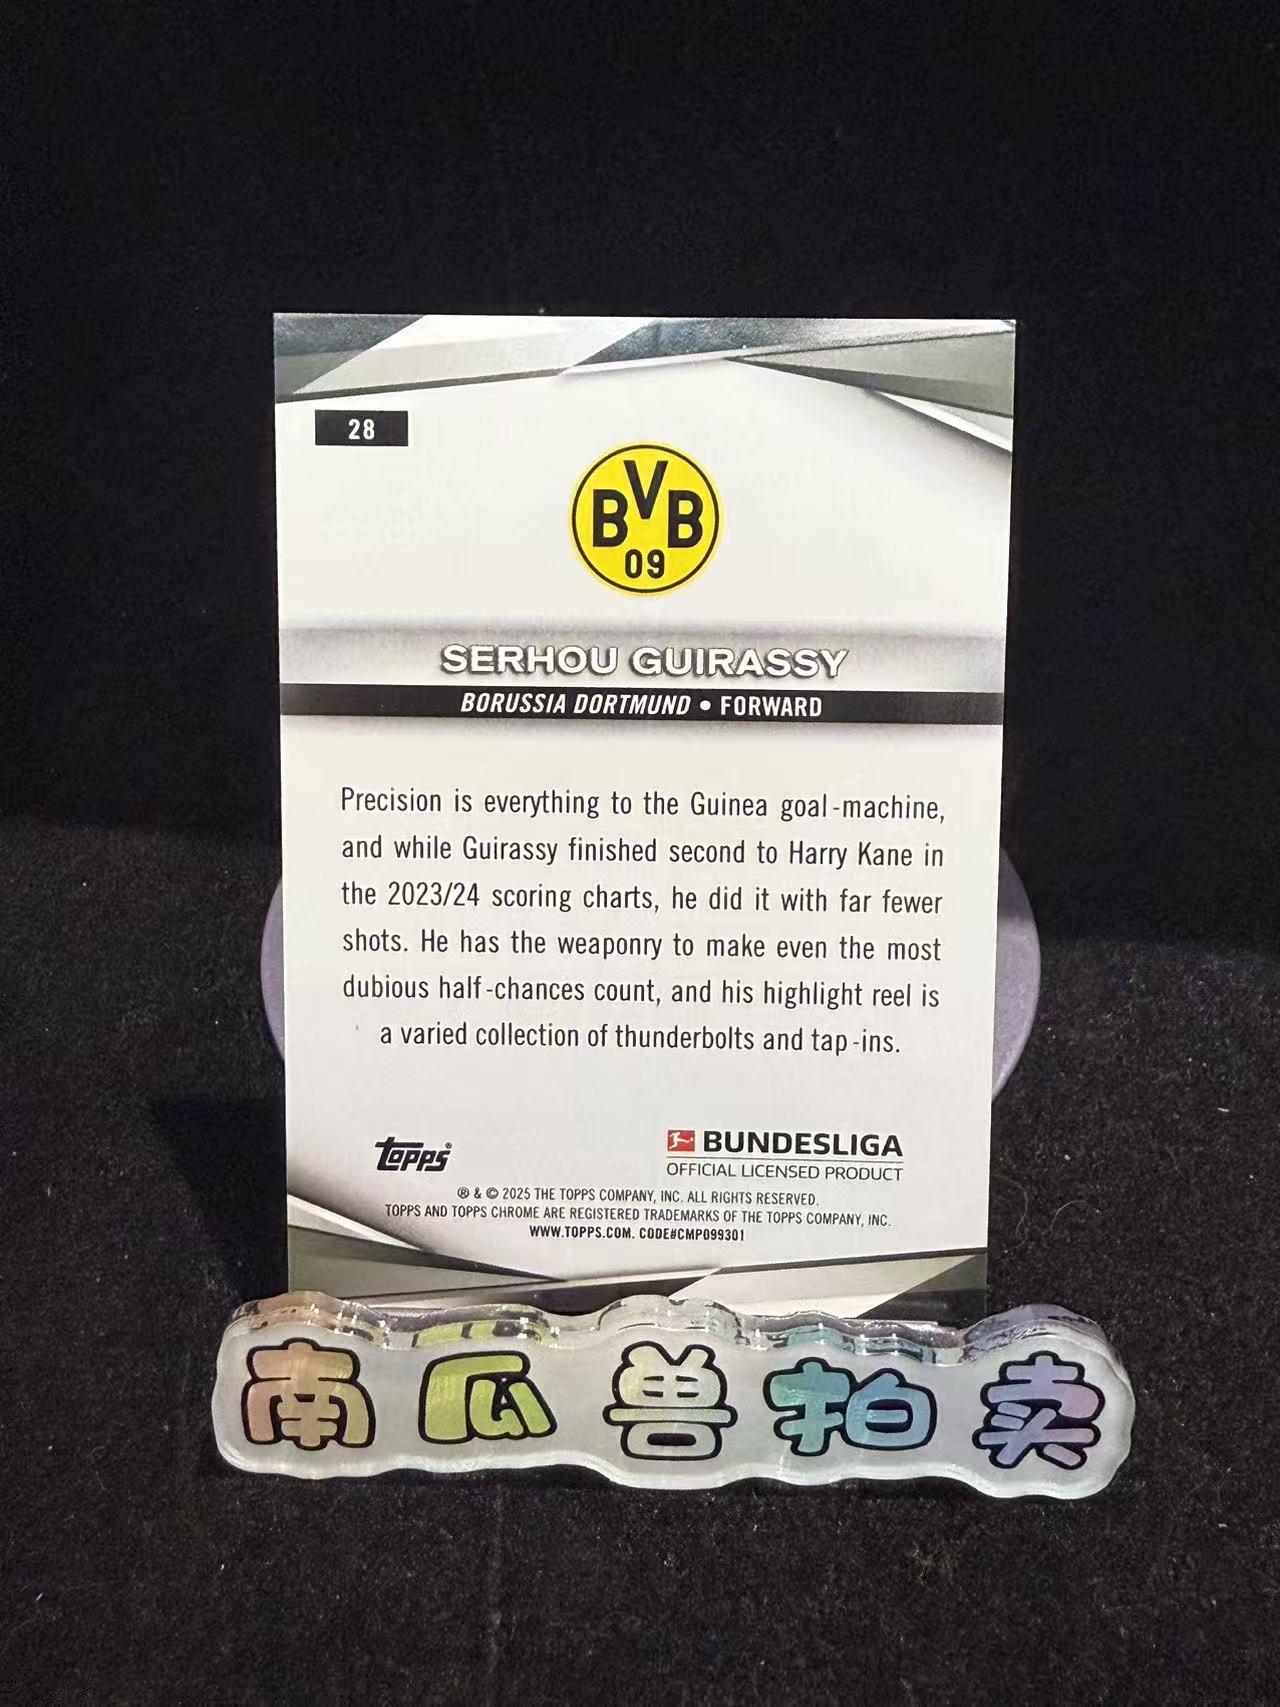 28
BVB
09
SERHOU GUIRASSY
BORUSSIA DORTMUND • FORWARD
Precision is everything to the Guinea goal-machine,
and while Guirassy finished second to Harry Kane in
the 2023/24 scoring charts, he did it with far fewer
shots. He has the weaponry to make even the most
dubious half-chances count, and his highlight reel is
a varied collection of thunderbolts and tap-ins.
topps®
BUNDESLIGA
OFFICIAL LICENSED PRODUCT
® & © 2025 THE TOPPS COMPANY, INC. ALL RIGHTS RESERVED.
TOPPS AND TOPPS CHROME ARE REGISTERED TRADEMARKS OF THE TOPPS COMPANY, INC.
WWW.TOPPS.COM. CODE#CMP099301
南瓜兽拍卖